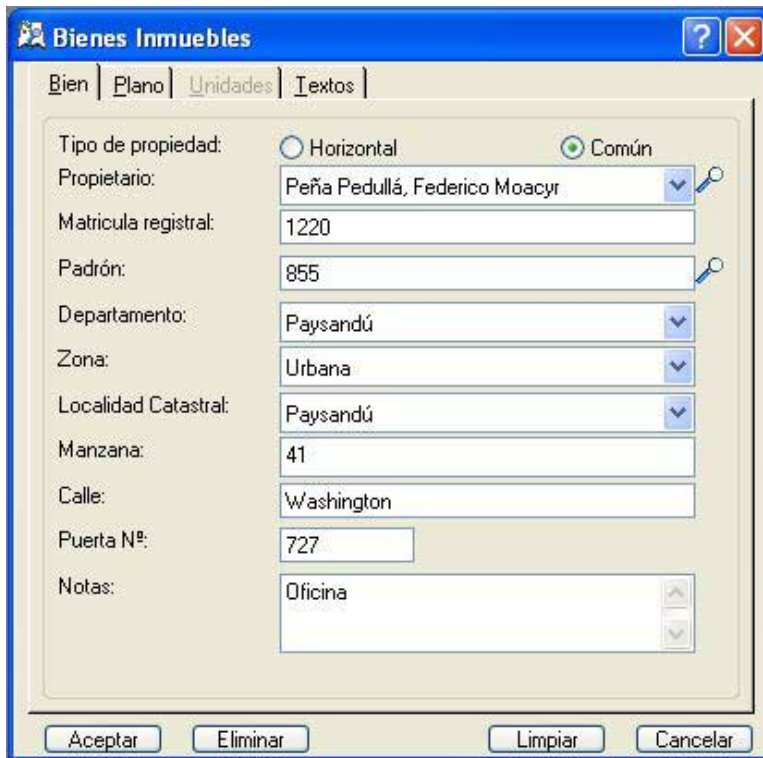 Bienes Inmuebles
Bien Plano Unidades Textos
Tipo de propiedad: Horizontal Común
Propietario: Peña Pedullá, Federico Moacyr
Matricula registral: 1220
Padrón: 855
Departamento: Paysandú
Zona: Urbana
Localidad Catastral: Paysandú
Manzana: 41
Calle: Washington
Puerta Nº: 727
Notas: Oficina
Aceptar Eliminar Limpiar Cancelar